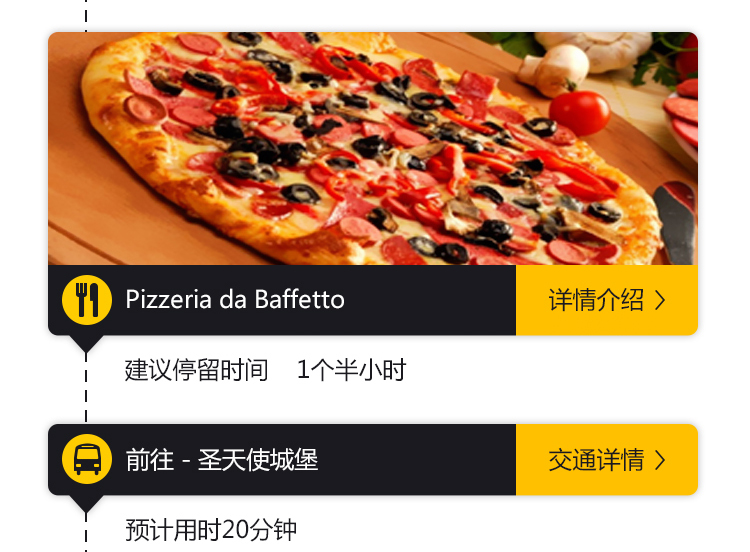 Pizzeria da Baffetto 详情介绍
建议停留时间 1个半小时
前往 - 圣天使城堡 交通详情
预计用时20分钟